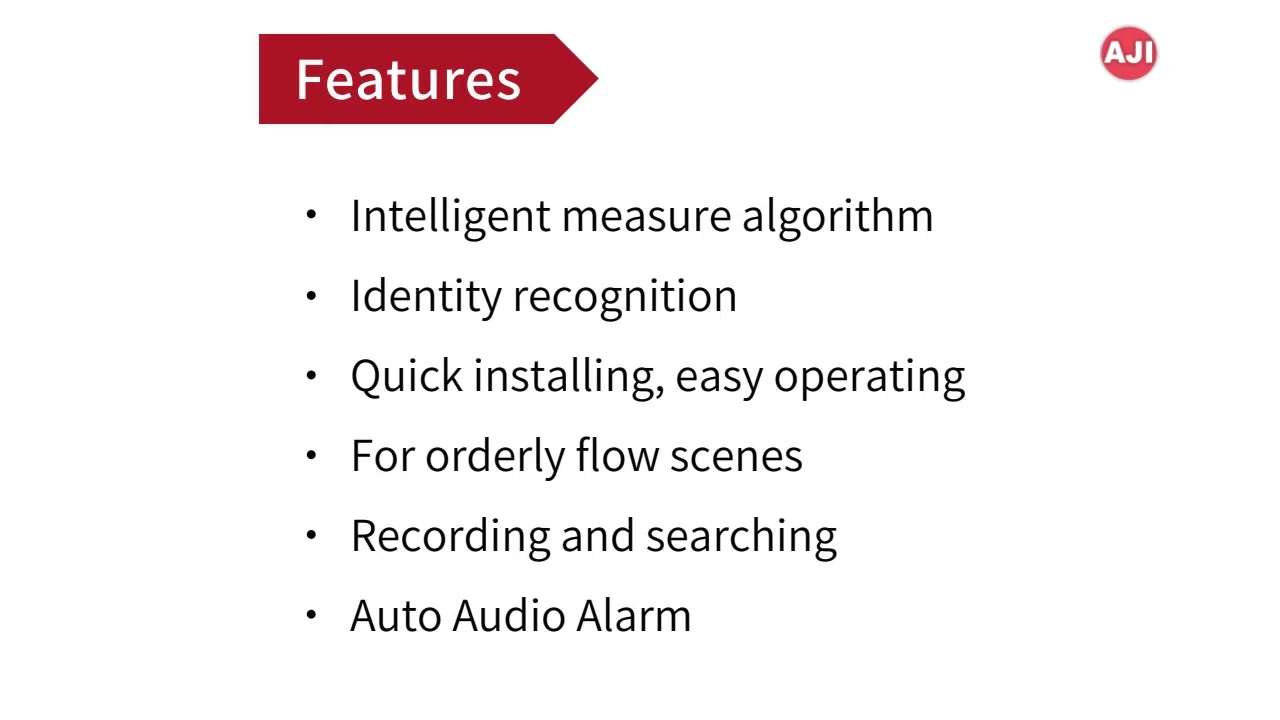 Features
AJI
• Intelligent measure algorithm
• Identity recognition
• Quick installing, easy operating
• For orderly flow scenes
• Recording and searching
• Auto Audio Alarm